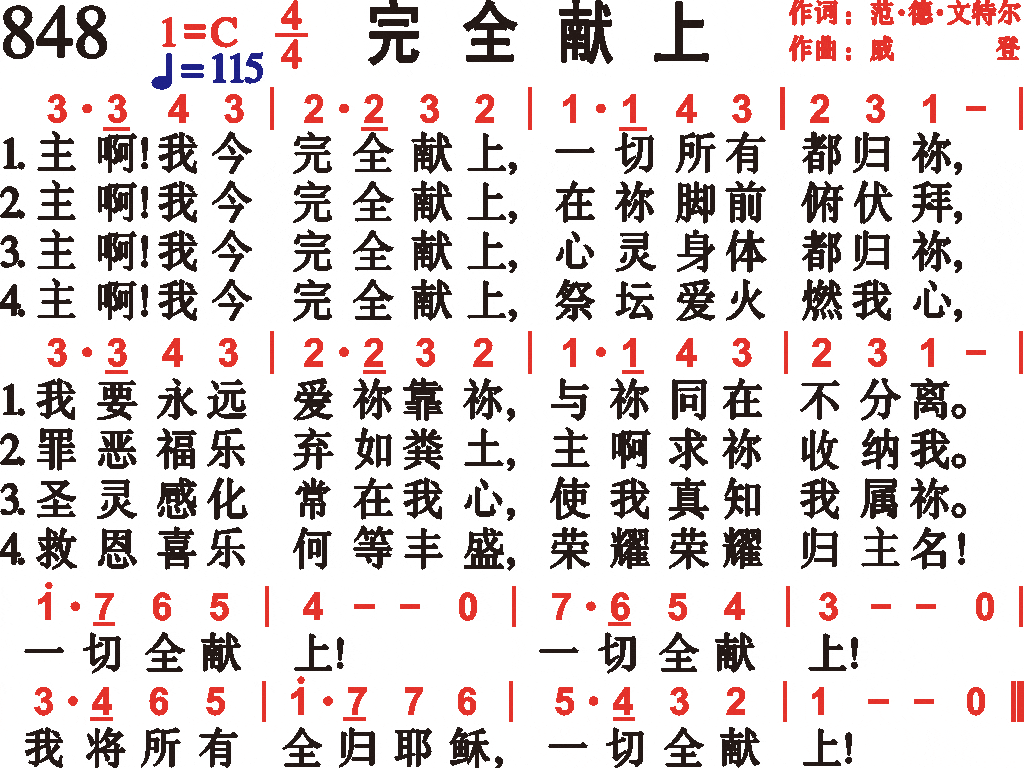 848 1=C 4/4 完全献上 作词：范·德·文特尔
♩=115 作曲：威 登
3·3 4 3 | 2·2 3 2 | 1·1 4 3 | 2 3 1 - |
1.主 啊!我 今 完 全 献 上, 一 切 所 有 都 归 祢,
2.主 啊!我 今 完 全 献 上, 在 祢 脚 前 俯 伏 拜,
3.主 啊!我 今 完 全 献 上, 心 灵 身 体 都 归 祢,
4.主 啊!我 今 完 全 献 上, 祭 坛 爱 火 燃 我 心,
3·3 4 3 | 2·2 3 2 | 1·1 4 3 | 2 3 1 - |
1.我 要 永 远 爱 祢 靠 祢, 与 祢 同 在 不 分 离。
2.罪 恶 福 乐 弃 如 粪 土, 主 啊 求 祢 收 纳 我。
3.圣 灵 感 化 常 在 我 心, 使 我 真 知 我 属 祢。
4.救 恩 喜 乐 何 等 丰 盛, 荣 耀 荣 耀 归 主 名!
i·7 6 5 | 4 - - 0 | 7·6 5 4 | 3 - - 0 |
一 切 全 献 上! 一 切 全 献 上!
3·4 6 5 | i·7 7 6 | 5·4 3 2 | 1 - - 0 ‖
我 将 所 有 全 归 耶 稣, 一 切 全 献 上!